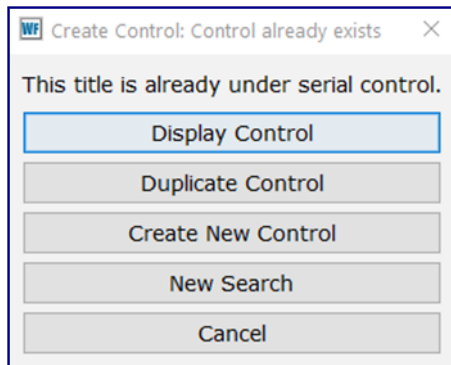 WF Create Control: Control already exists
This title is already under serial control.
Display Control
Duplicate Control
Create New Control
New Search
Cancel